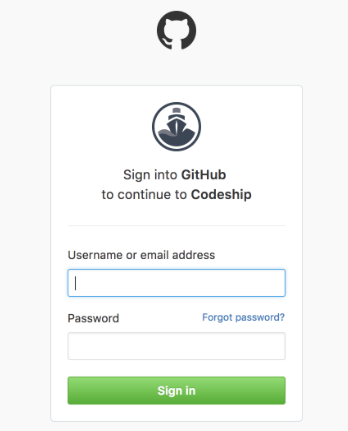 Sign into GitHub
to continue to Codeship
Username or email address
Password
Forgot password?
Sign in